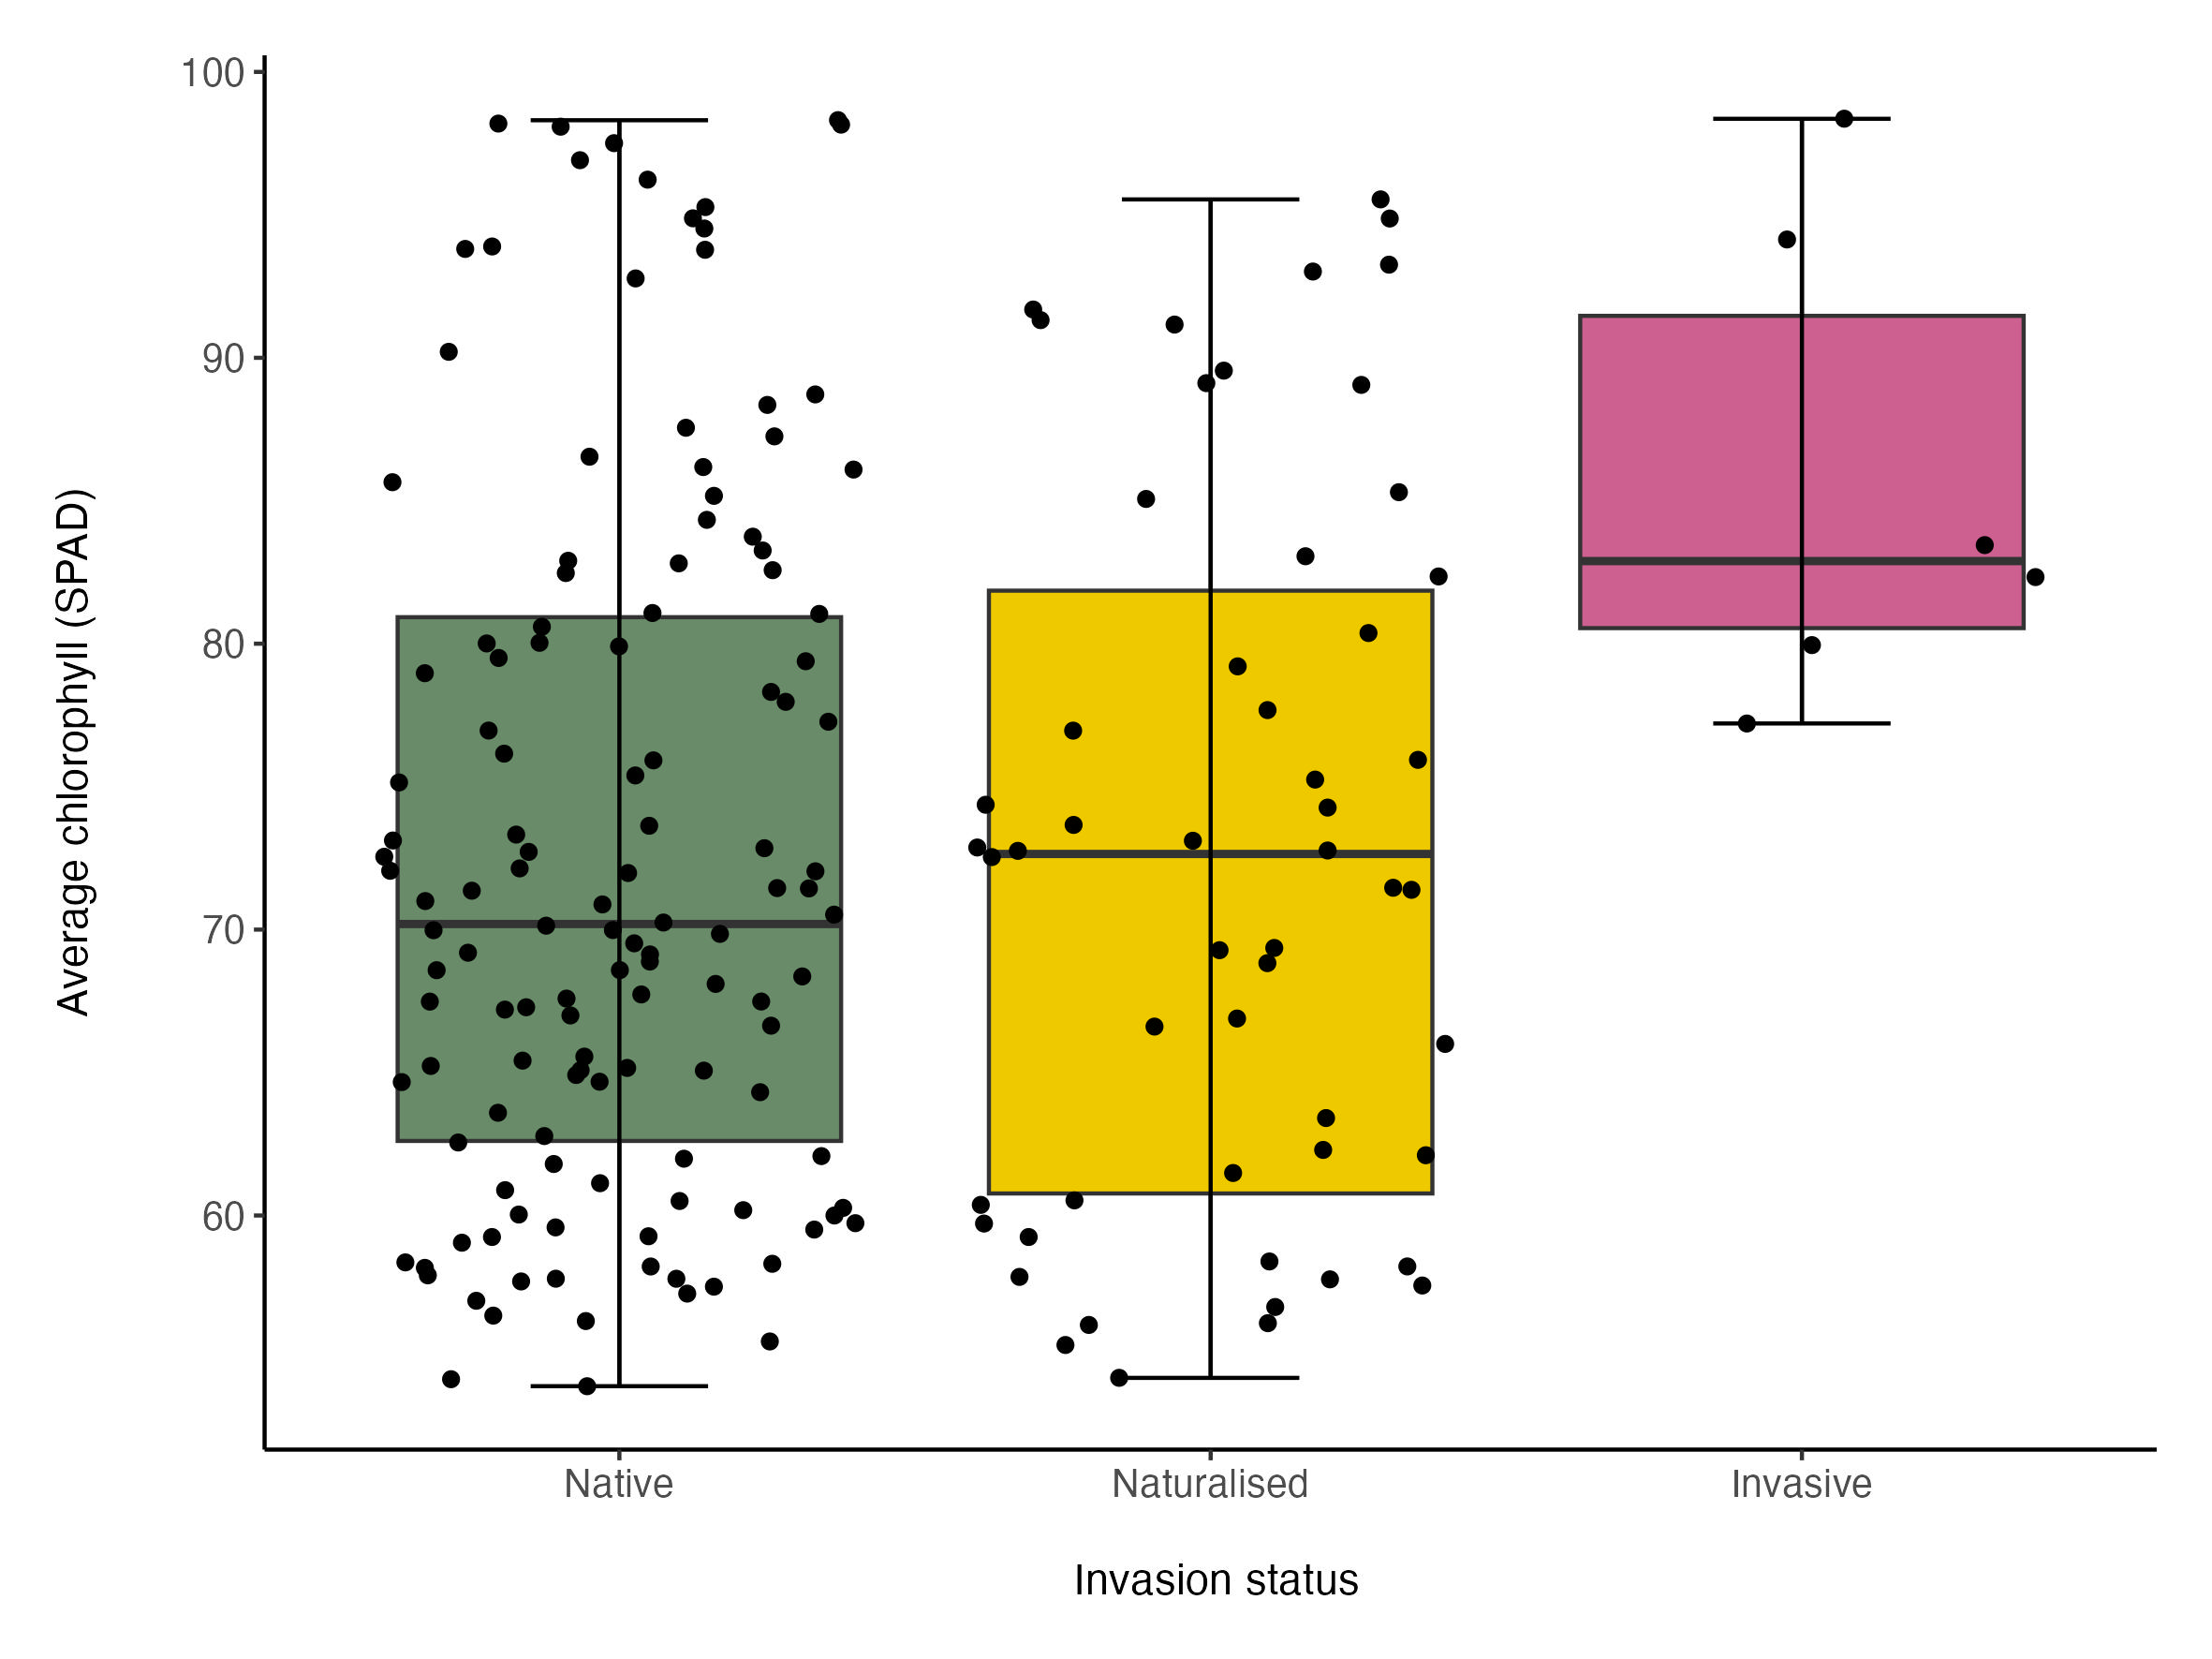 Average chlorophyll (SPAD)
100
90
80
70
60
Native
Naturalised
Invasive
Invasion status